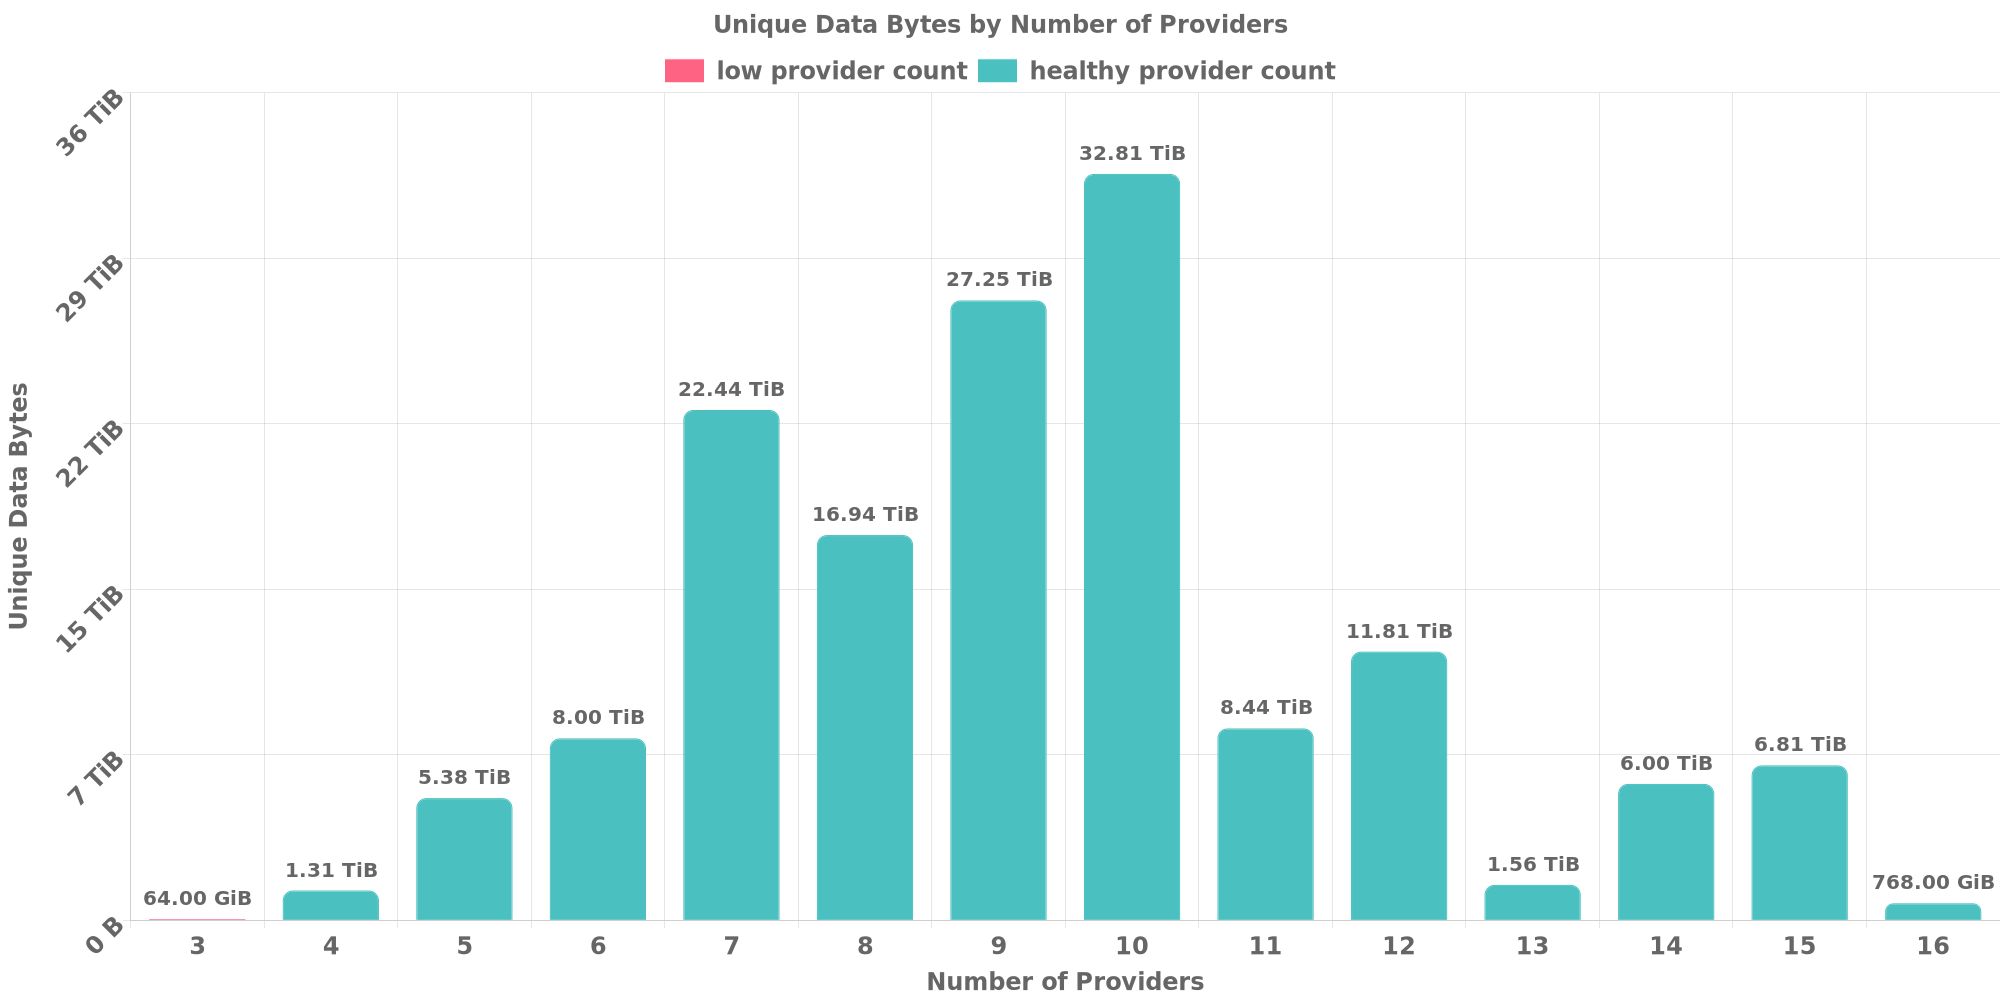 Unique Data Bytes by Number of Providers
low provider count healthy provider count
36 TiB
29 TiB
22 TiB
15 TiB
7 TiB
0 B
Unique Data Bytes
64.00 GiB
1.31 TiB
5.38 TiB
8.00 TiB
22.44 TiB
16.94 TiB
27.25 TiB
32.81 TiB
8.44 TiB
11.81 TiB
1.56 TiB
6.00 TiB
6.81 TiB
768.00 GiB
3 4 5 6 7 8 9 10 11 12 13 14 15 16
Number of Providers